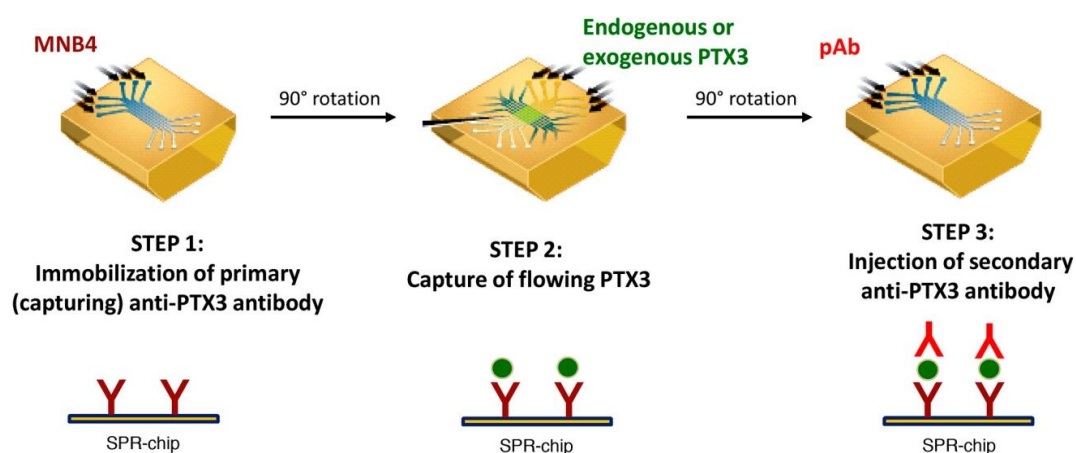 MNB4
90° rotation
Endogenous or
exogenous PTX3
90° rotation
pAb
STEP 1:
Immobilization of primary
(capturing) anti-PTX3 antibody
STEP 2:
Capture of flowing PTX3
STEP 3:
Injection of secondary
anti-PTX3 antibody
SPR-chip
SPR-chip
SPR-chip